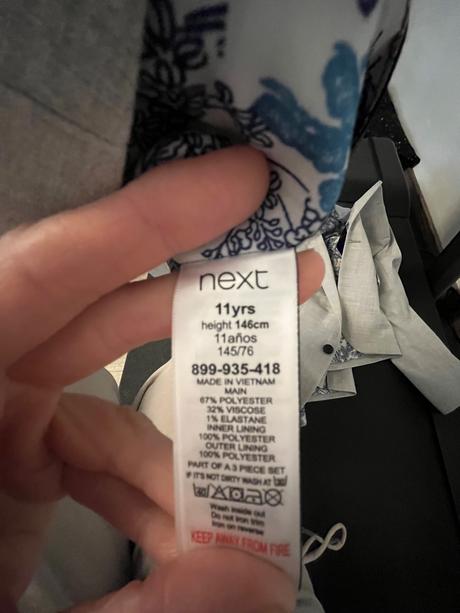 next
11yrs
height 146cm
11años
145/76
899-935-418
MADE IN VIETNAM
MAIN
67% POLYESTER
32% VISCOSE
1% ELASTANE
INNER LINING
100% POLYESTER
OUTER LINING
100% POLYESTER
PART OF A 3 PIECE SET
IF IT'S NOT DIRTY WASH AT
Wash inside out
Do not iron trim
Iron on reverse
KEEP AWAY FROM FIRE